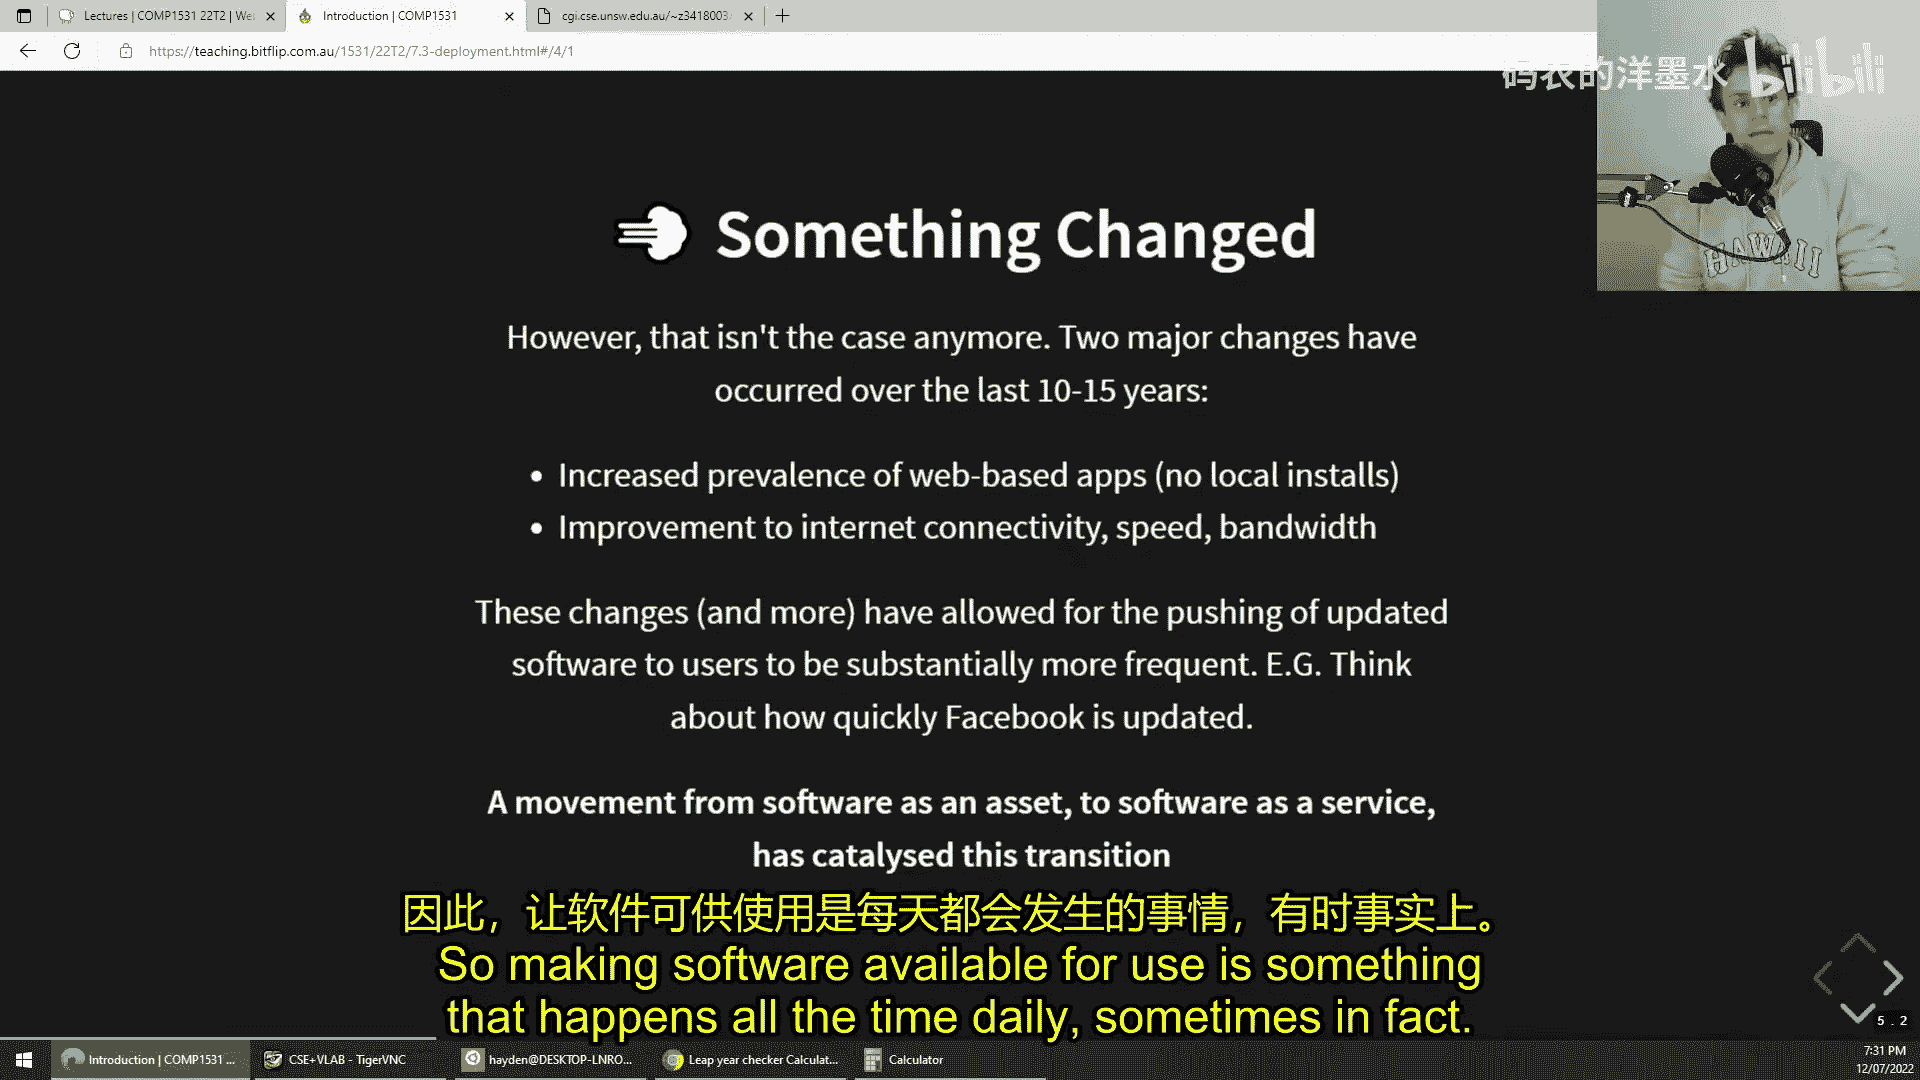 Lectures | COMP1531 22T2 | We
Introduction | COMP1531
cgi.cse.unsw.edu.au/~z3418003
https://teaching.bitflip.com.au/1531/22T2/7.3-deployment.html#/4/1
码农的洋墨水 bilibili
HAWAII
Something Changed
However, that isn't the case anymore. Two major changes have
occurred over the last 10-15 years:
• Increased prevalence of web-based apps (no local installs)
• Improvement to internet connectivity, speed, bandwidth
These changes (and more) have allowed for the pushing of updated
software to users to be substantially more frequent. E.G. Think
about how quickly Facebook is updated.
A movement from software as an asset, to software as a service,
has catalysed this transition
因此，让软件可供使用是每天都会发生的事情，有时事实上。
So making software available for use is something
that happens all the time daily, sometimes in fact.
5.2
Introduction | COMP1531 ...
CSE+VLAB - TigerVNC
hayden@DESKTOP-LNRO...
Leap year checker Calculat...
Calculator
7:31 PM
12/07/2022